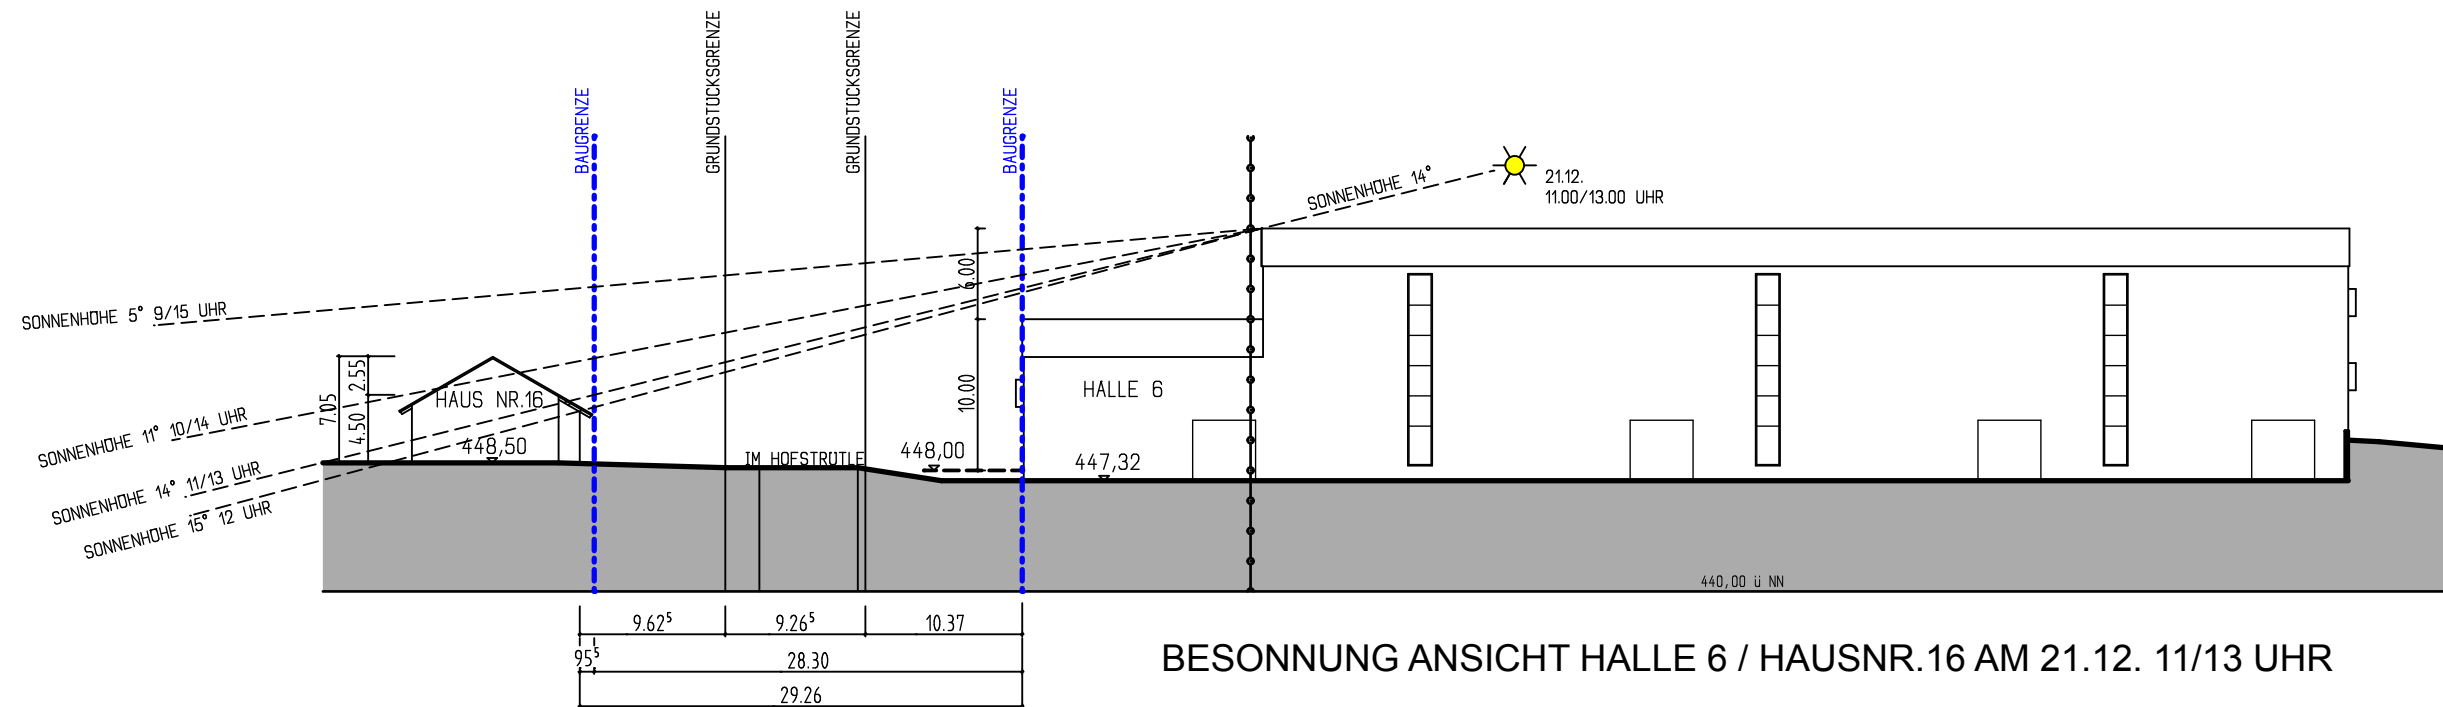 GRUNDSTÜCKSGRENZE
GRUNDSTÜCKSGRENZE
BAUGRENZE
BAUGRENZE
SONNENHÖHE 14°
21.12.
11.00/13.00 UHR
SONNENHÖHE 5° 9/15 UHR
6.00
10.00
7.05
2.55
4.50
HAUS NR.16
HALLE 6
SONNENHÖHE 11° 10/14 UHR
448,50
IM HOFSTRÜTLE
448,00
447,32
SONNENHÖHE 14° 11/13 UHR
SONNENHÖHE 15° 12 UHR
440,00 ü NN
9.62⁵
9.26⁵
10.37
95⁵
28.30
29.26
BESONNUNG ANSICHT HALLE 6 / HAUSNR.16 AM 21.12. 11/13 UHR